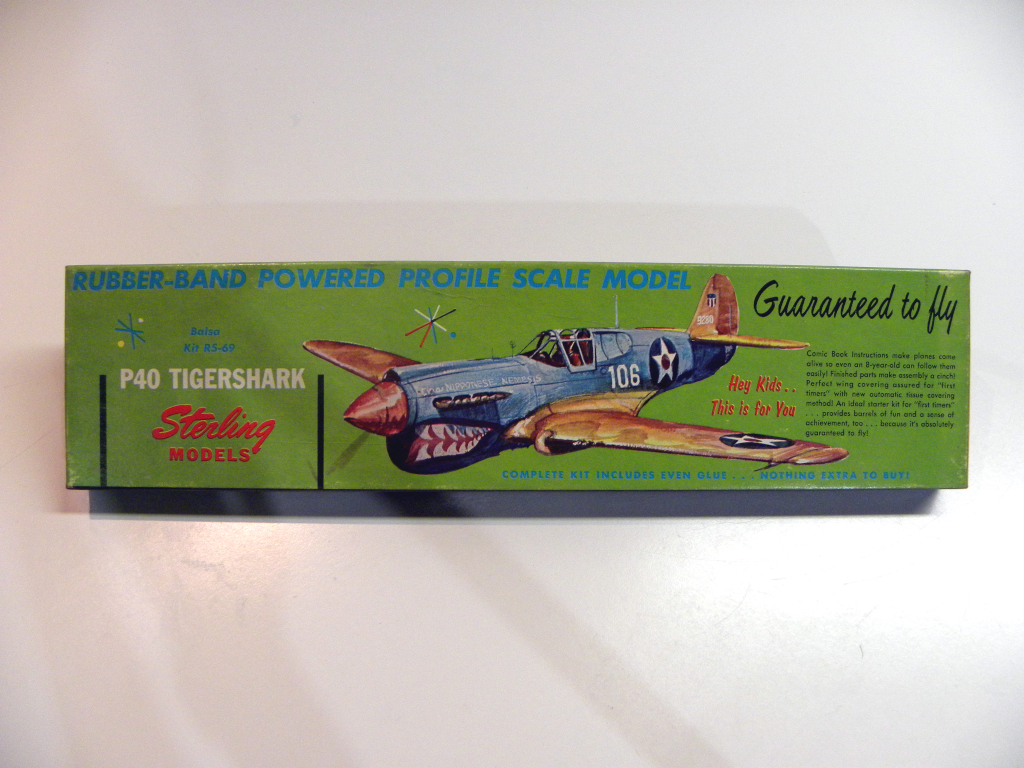 RUBBER-BAND POWERED PROFILE SCALE MODEL
Guaranteed to fly
Balsa
Kit RS-69
P40 TIGERSHARK
Sterling
MODELS
NIPPONESE NEMESIS
106
9280
Hey Kids..
This is for You
Comic Book Instructions make planes come
alive so even an 8-year-old can follow them
easily! Finished parts make assembly a cinch!
Perfect wing covering assured for "first
timers" with new automatic tissue covering
method! An ideal starter kit for "first timers"
... provides barrels of fun and a sense of
achievement, too ... because it's absolutely
guaranteed to fly!
COMPLETE KIT INCLUDES EVEN GLUE ... NOTHING EXTRA TO BUY!